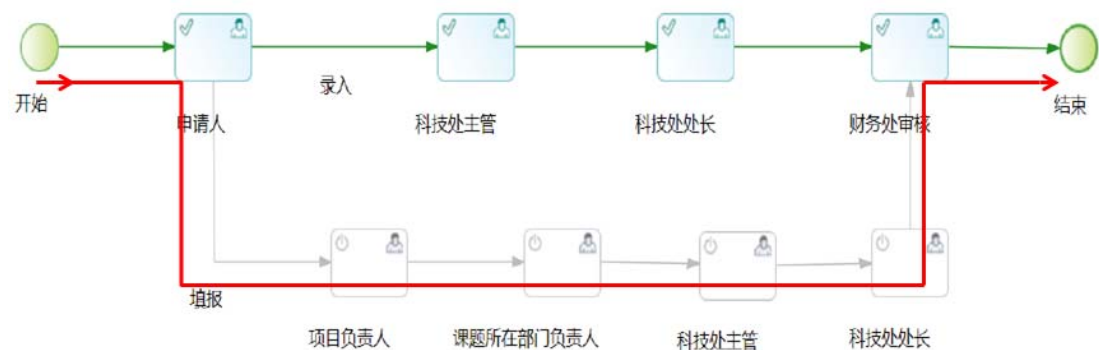 录入
开始
申请人
科技处主管
科技处处长
财务处审核
结束
填报
项目负责人
课题所在部门负责人
科技处主管
科技处处长